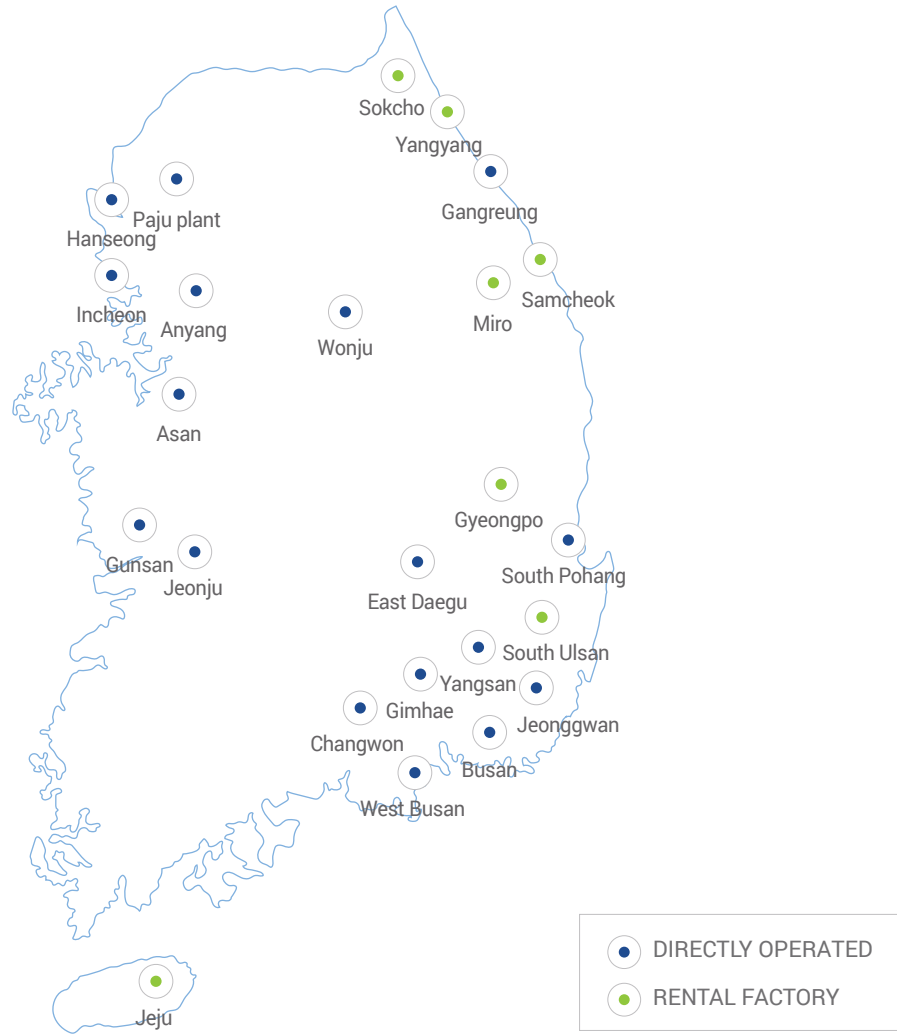 Sokcho
Yangyang
Gangreung
Paju plant
Hanseong
Samcheok
Incheon
Miro
Anyang
Wonju
Asan
Gyeongpo
Gunsan
South Pohang
Jeonju
East Daegu
South Ulsan
Yangsan
Gimhae
Jeonggwan
Changwon
Busan
West Busan
DIRECTLY OPERATED
RENTAL FACTORY
Jeju